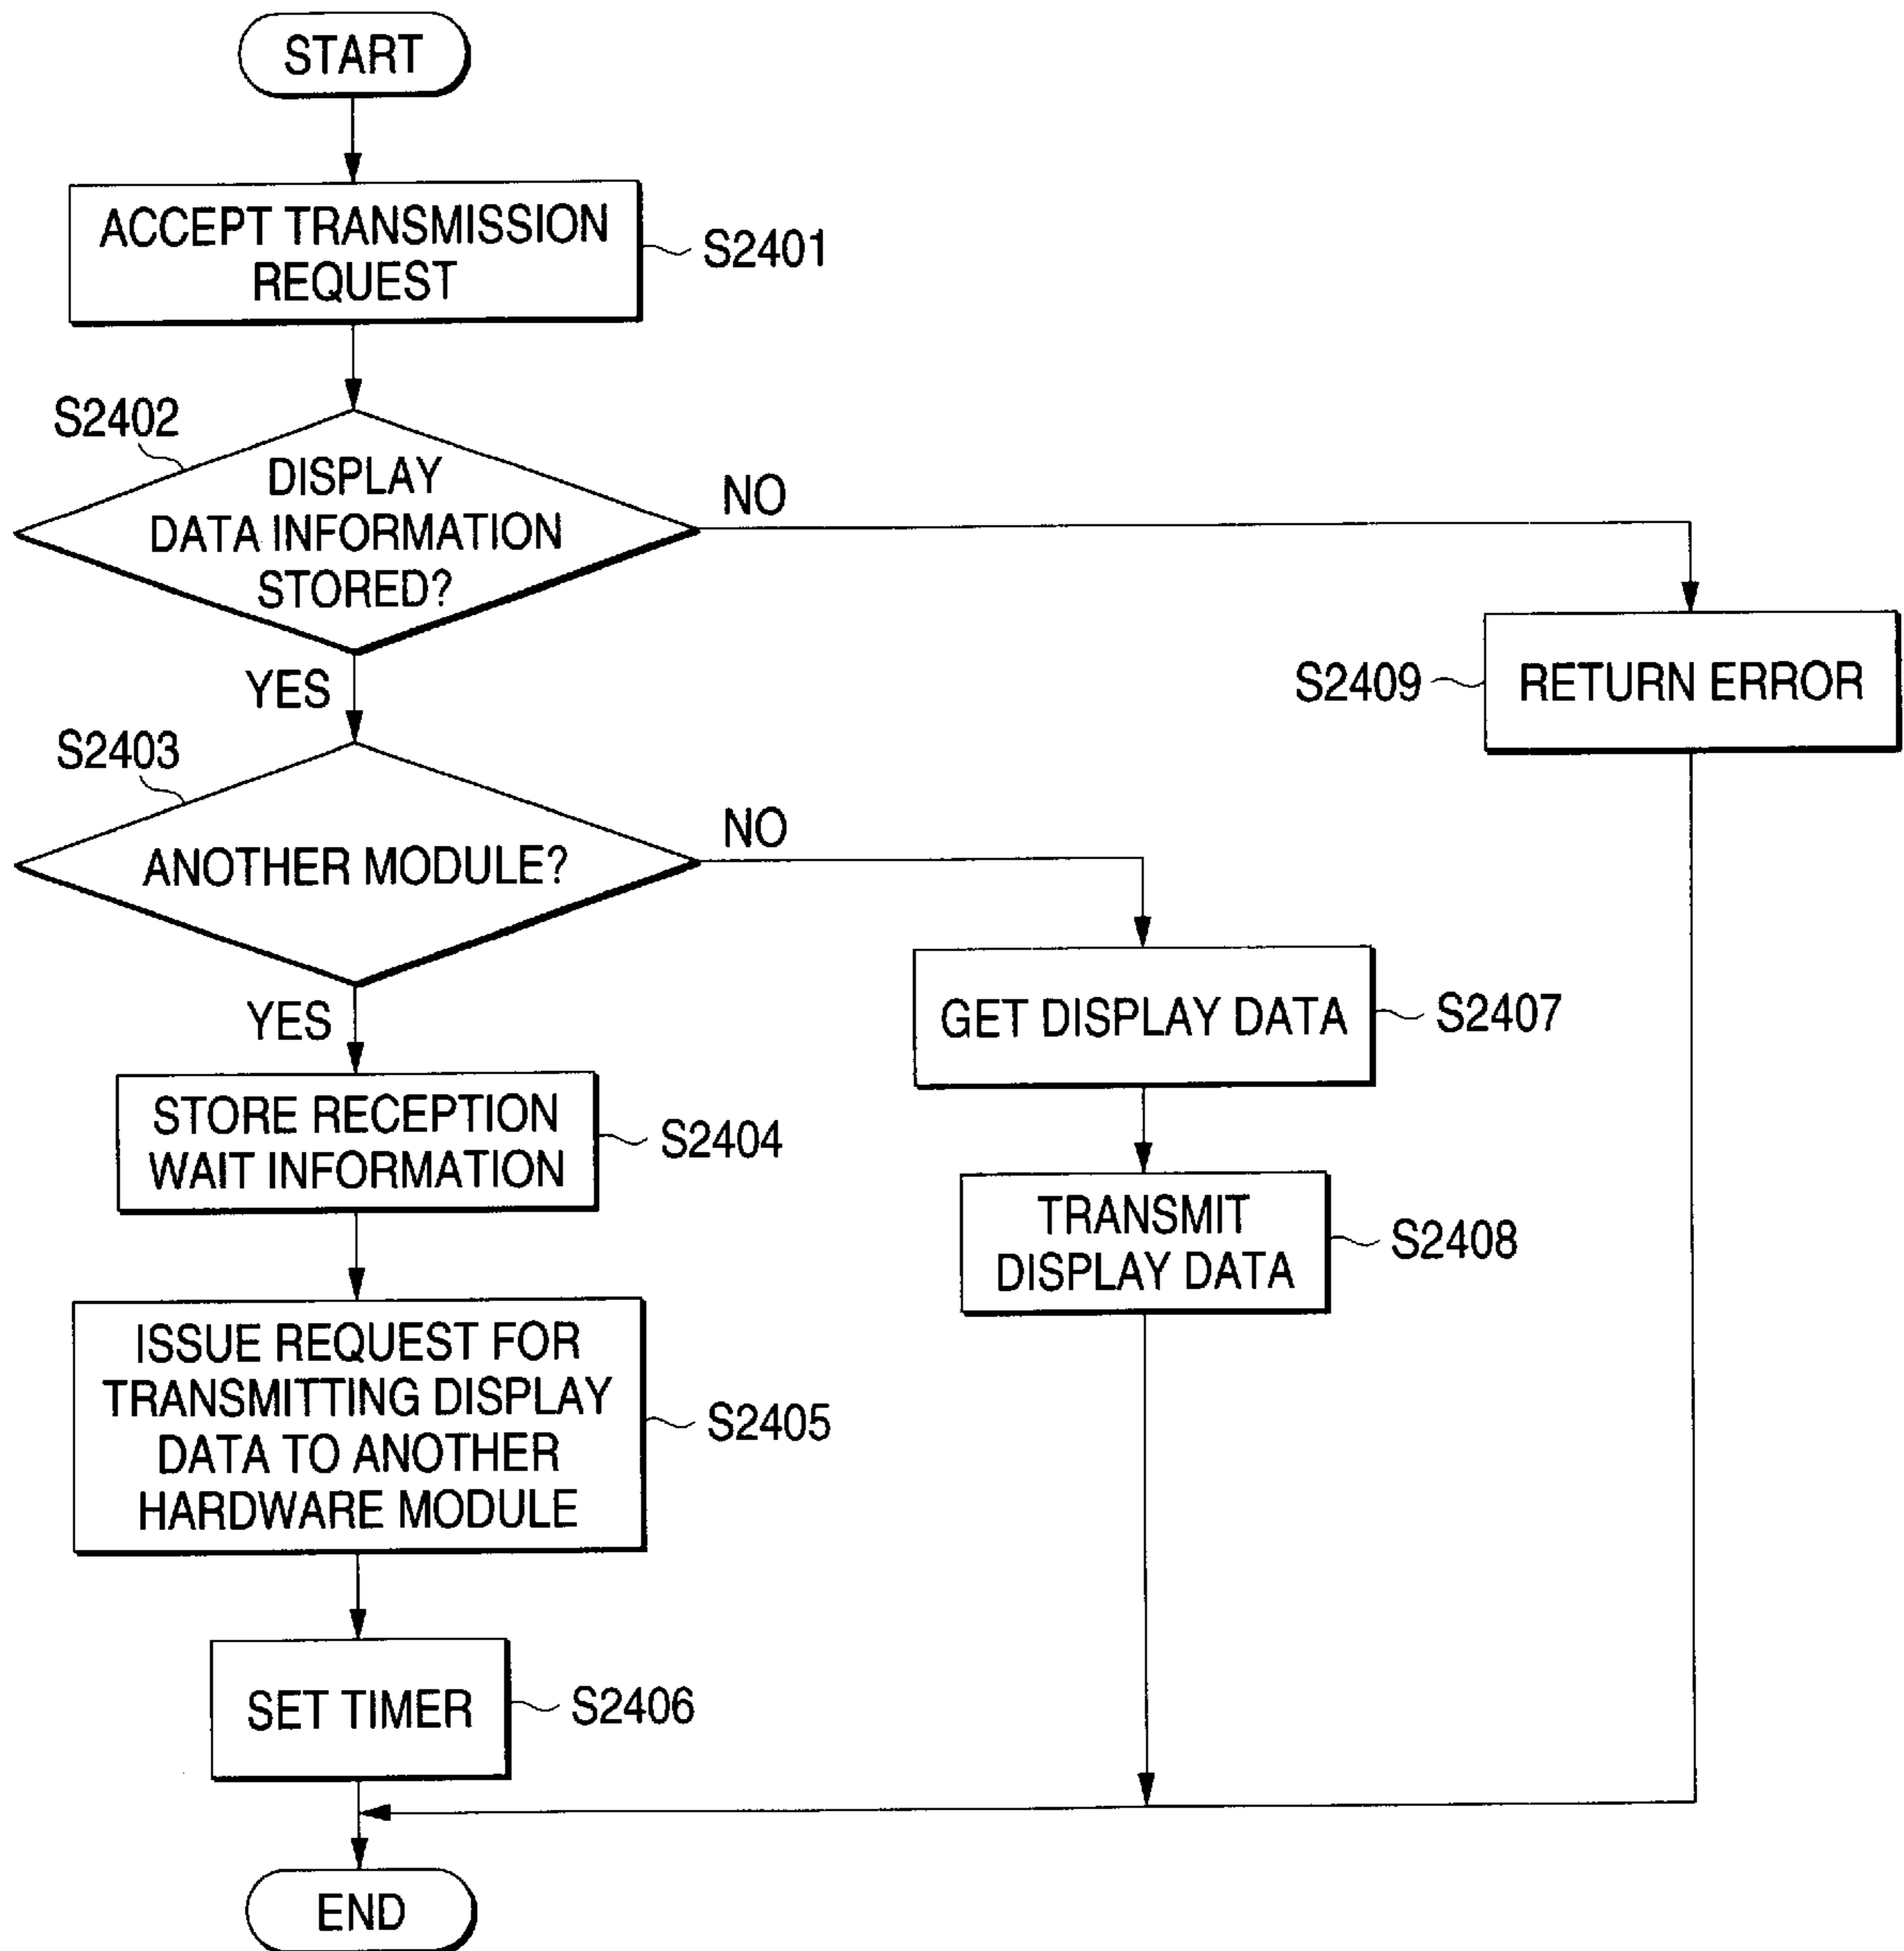 START
ACCEPT TRANSMISSION
REQUEST
S2401
S2402
DISPLAY
DATA INFORMATION
STORED?
NO
YES
S2409
RETURN ERROR
S2403
ANOTHER MODULE?
NO
YES
GET DISPLAY DATA
S2407
STORE RECEPTION
WAIT INFORMATION
S2404
TRANSMIT
DISPLAY DATA
S2408
ISSUE REQUEST FOR
TRANSMITTING DISPLAY
DATA TO ANOTHER
HARDWARE MODULE
S2405
SET TIMER
S2406
END